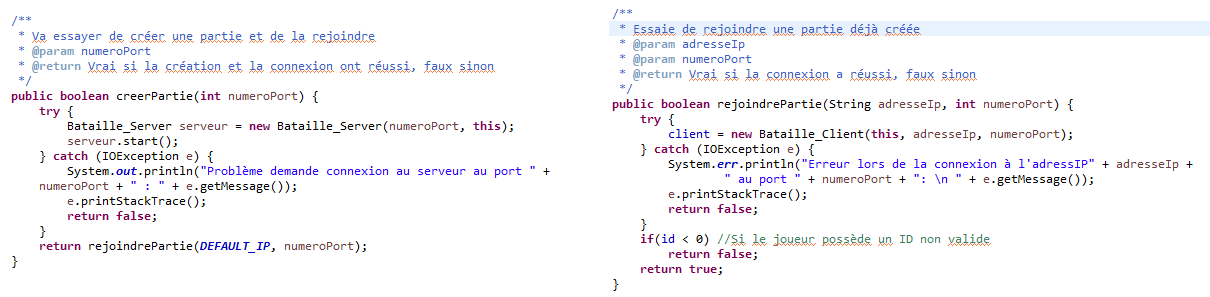 /**
 * Va essayer de créer une partie et de la rejoindre
 * @param numeroPort
 * @return Vrai si la création et la connexion ont réussi, faux sinon
 */
public boolean creerPartie(int numeroPort) {
    try {
        Bataille_Server serveur = new Bataille_Server(numeroPort, this);
        serveur.start();
    } catch (IOException e) {
        System.out.println("Problème demande connexion au serveur au port " +
    numeroPort + " : " + e.getMessage());
        e.printStackTrace();
        return false;
    }
    return rejoindrePartie(DEFAULT_IP, numeroPort);
}
/**
 * Essaie de rejoindre une partie déjà créée
 * @param adresseIp
 * @param numeroPort
 * @return Vrai si la connexion a réussi, faux sinon
 */
public boolean rejoindrePartie(String adresseIp, int numeroPort) {
    try {
        client = new Bataille_Client(this, adresseIp, numeroPort);
    } catch (IOException e) {
        System.err.println("Erreur lors de la connexion à l'adressIP" + adresseIp +
                " au port " + numeroPort + ": \n " + e.getMessage());
        e.printStackTrace();
        return false;
    }
    if(id < 0) //Si le joueur possède un ID non valide
        return false;
    return true;
}